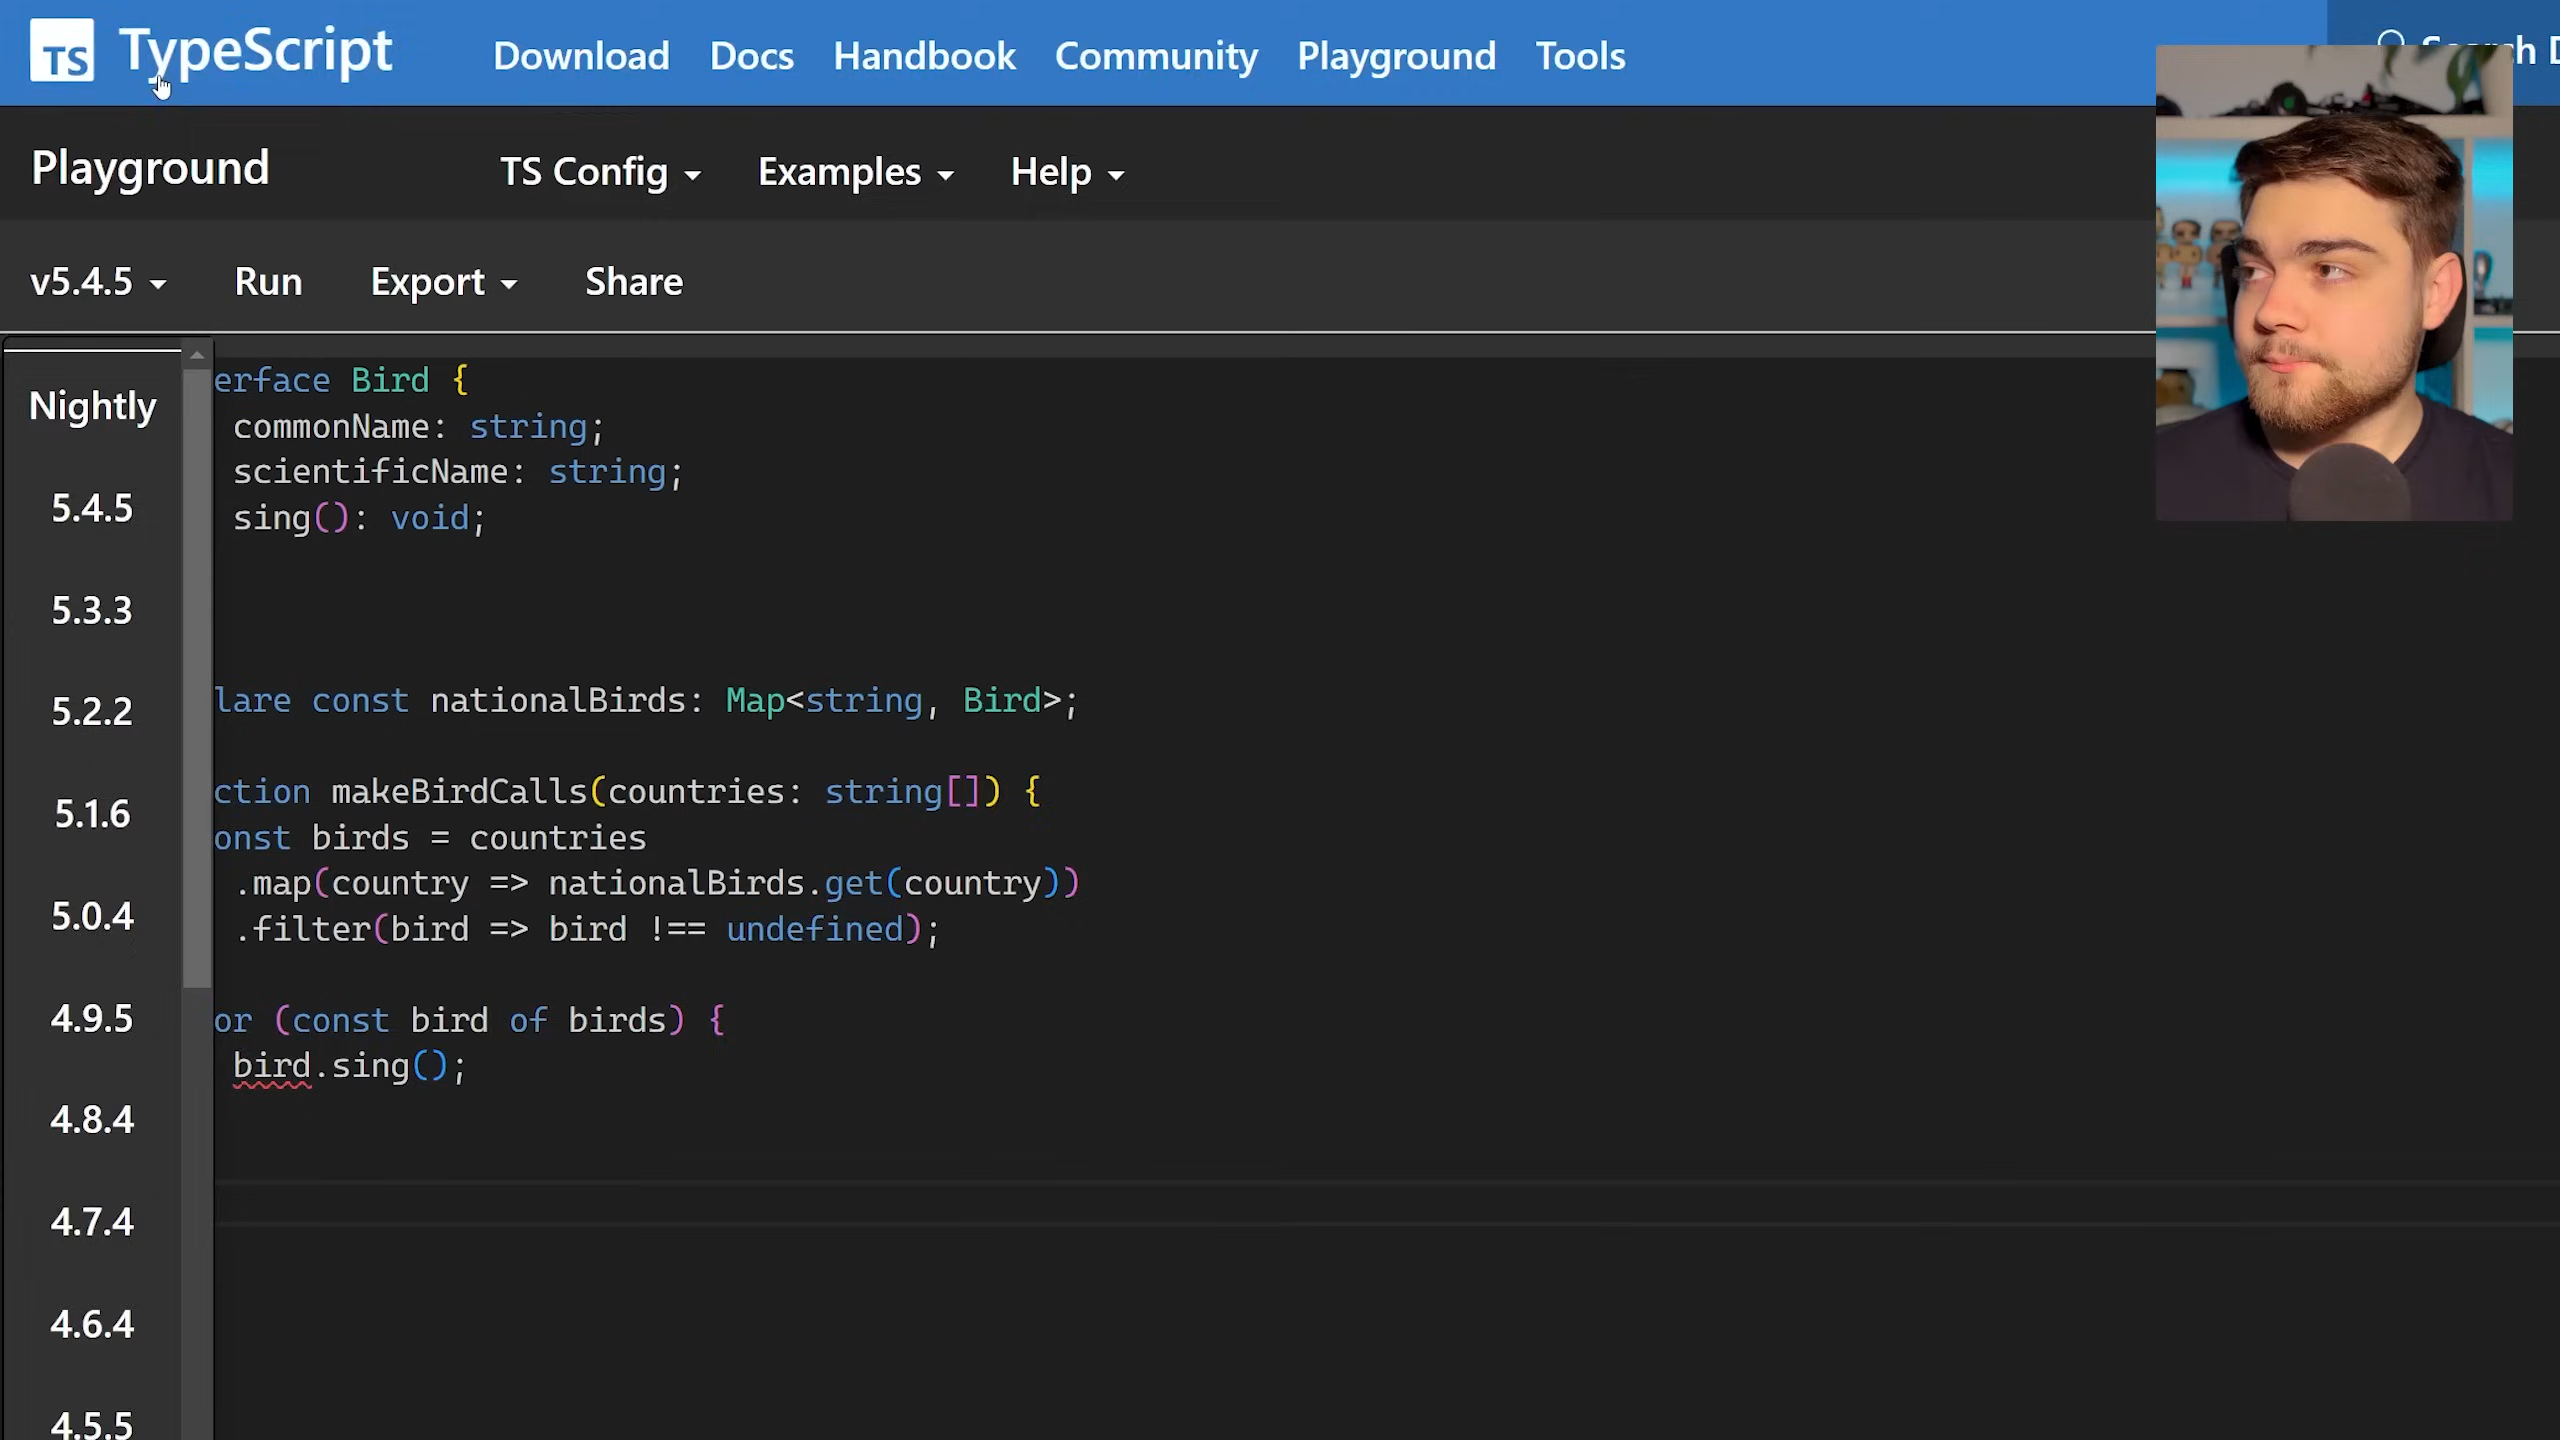 TS TypeScript Download Docs Handbook Community Playground Tools
Playground TS Config Examples Help
v5.4.5 Run Export Share
Nightly
5.4.5
5.3.3
5.2.2
5.1.6
5.0.4
4.9.5
4.8.4
4.7.4
4.6.4
4.5.5
erface Bird {
commonName: string;
scientificName: string;
sing(): void;
lare const nationalBirds: Map<string, Bird>;
ction makeBirdCalls(countries: string[]) {
onst birds = countries
.map(country => nationalBirds.get(country))
.filter(bird => bird !== undefined);
or (const bird of birds) {
bird.sing();